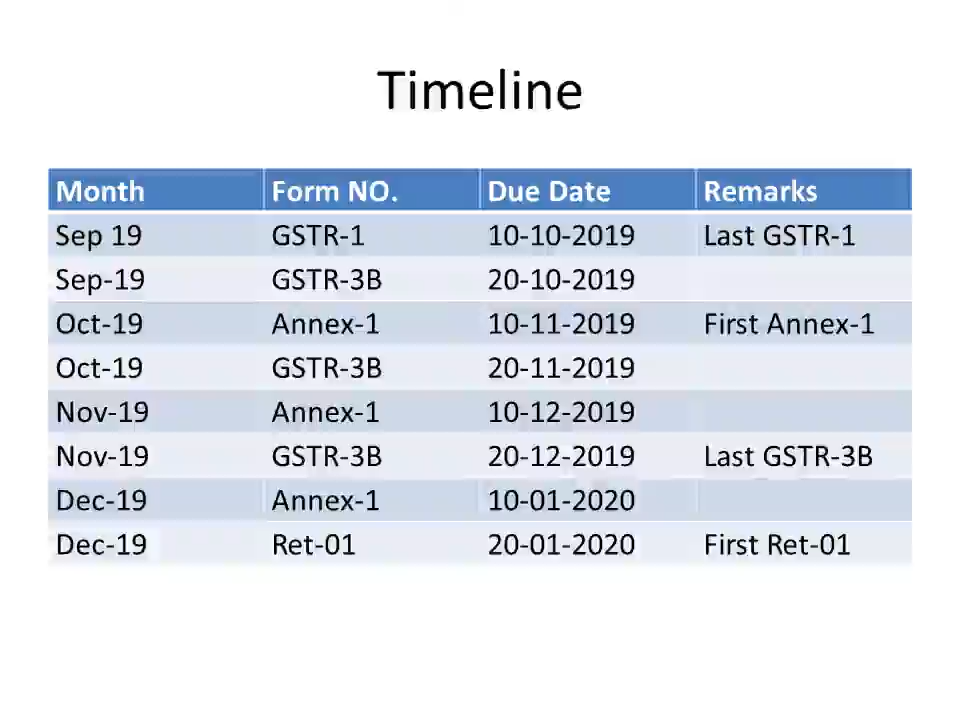 Timeline
Month Form NO. Due Date Remarks
Sep 19 GSTR-1 10-10-2019 Last GSTR-1
Sep-19 GSTR-3B 20-10-2019
Oct-19 Annex-1 10-11-2019 First Annex-1
Oct-19 GSTR-3B 20-11-2019
Nov-19 Annex-1 10-12-2019
Nov-19 GSTR-3B 20-12-2019 Last GSTR-3B
Dec-19 Annex-1 10-01-2020
Dec-19 Ret-01 20-01-2020 First Ret-01